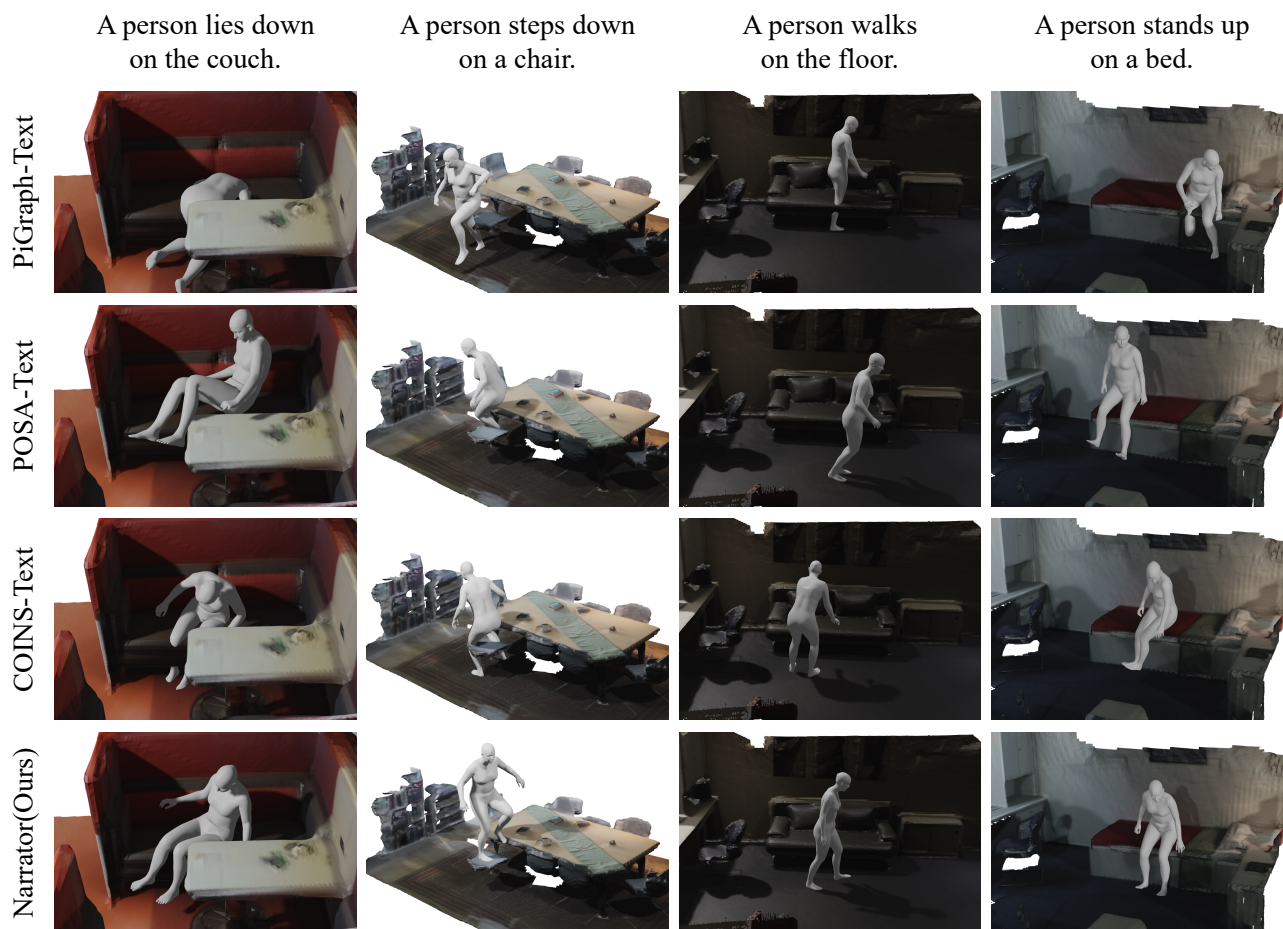 A person lies down
on the couch.
A person steps down
on a chair.
A person walks
on the floor.
A person stands up
on a bed.
PiGraph-Text
POSA-Text
COINS-Text
Narrator(Ours)